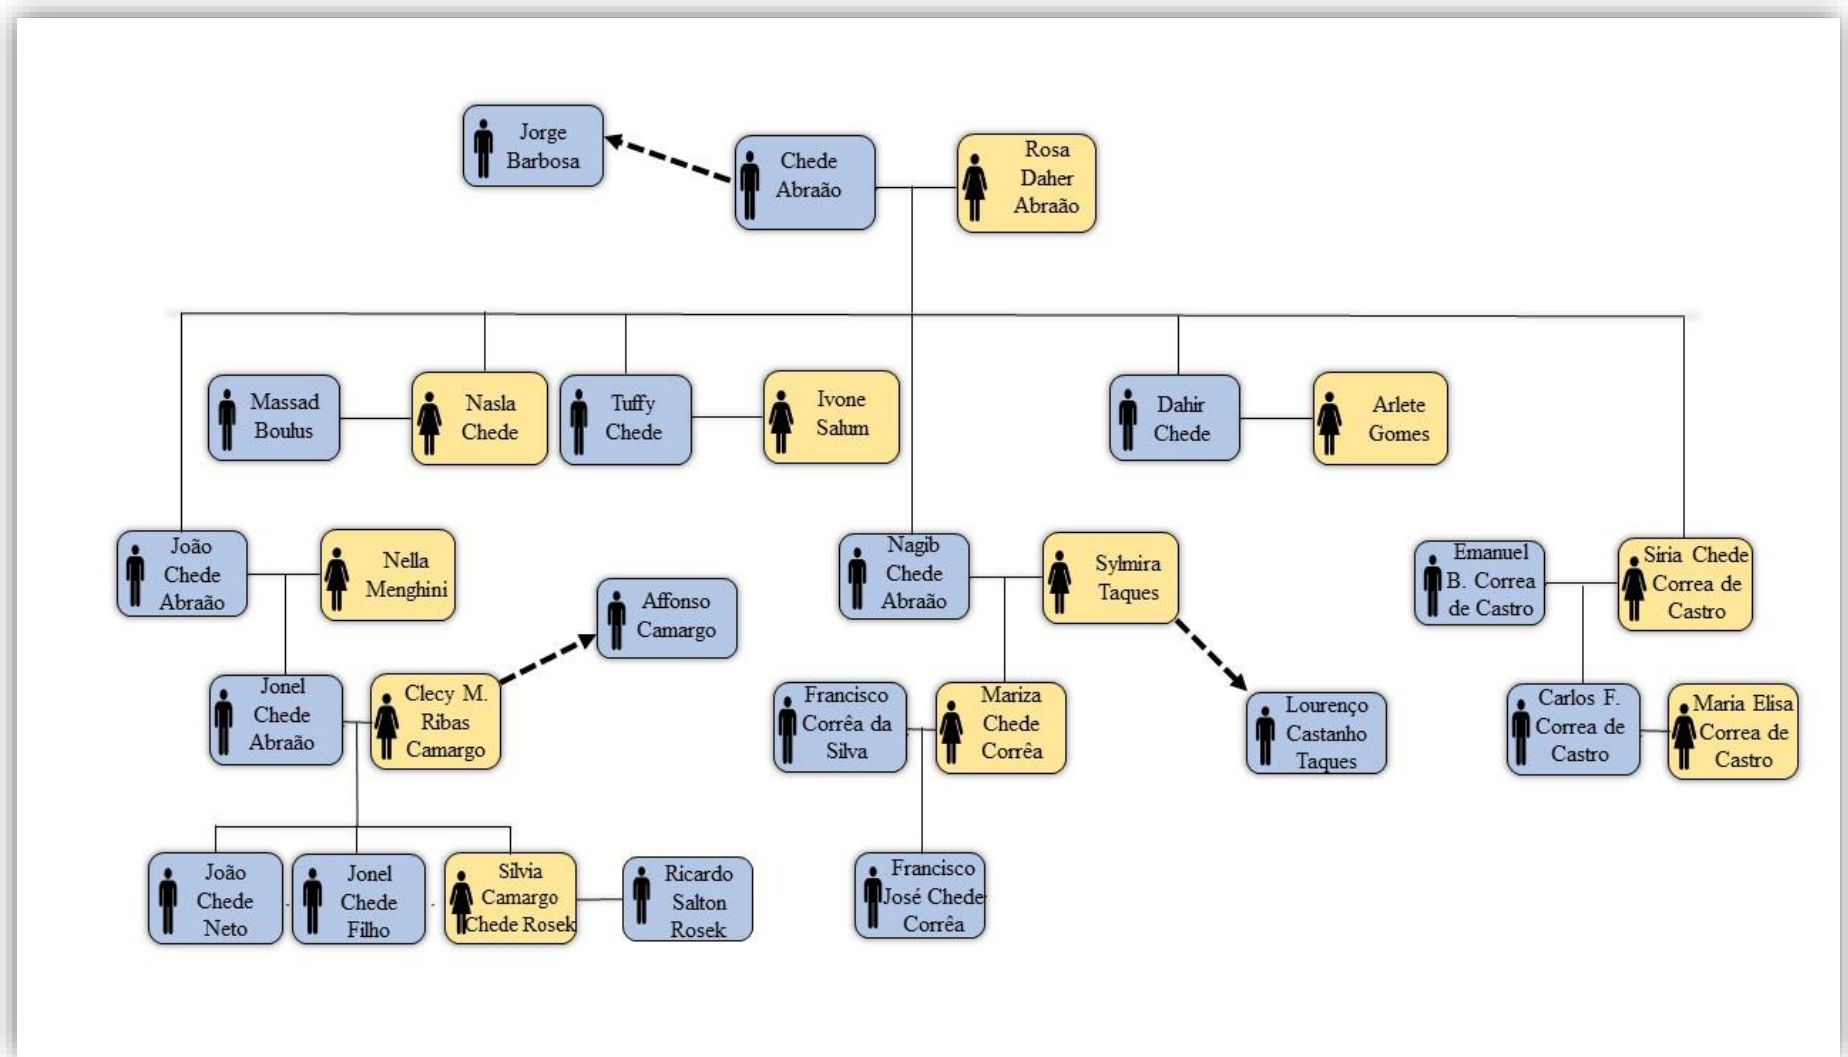 Jorge
Barbosa
Chede
Abraão
Rosa
Daher
Abraão
Massad
Boulus
Nasla
Chede
Tuffy
Chede
Ivone
Salum
Dahir
Chede
Arlete
Gomes
João
Chede
Abraão
Nella
Menghini
Nagib
Chede
Abraão
Sylmira
Taques
Emanuel
B. Correa
de Castro
Síria Chede
Correa de
Castro
Affonso
Camargo
Jonel
Chede
Abraão
Clecy M.
Ribas
Camargo
Francisco
Corrêa da
Silva
Mariza
Chede
Corrêa
Lourenço
Castanho
Taques
Carlos F.
Correa de
Castro
Maria Elisa
Correa de
Castro
João
Chede
Neto
Jonel
Chede
Filho
Sílvia
Camargo
Chede Rosek
Ricardo
Salton
Rosek
Francisco
José Chede
Corrêa